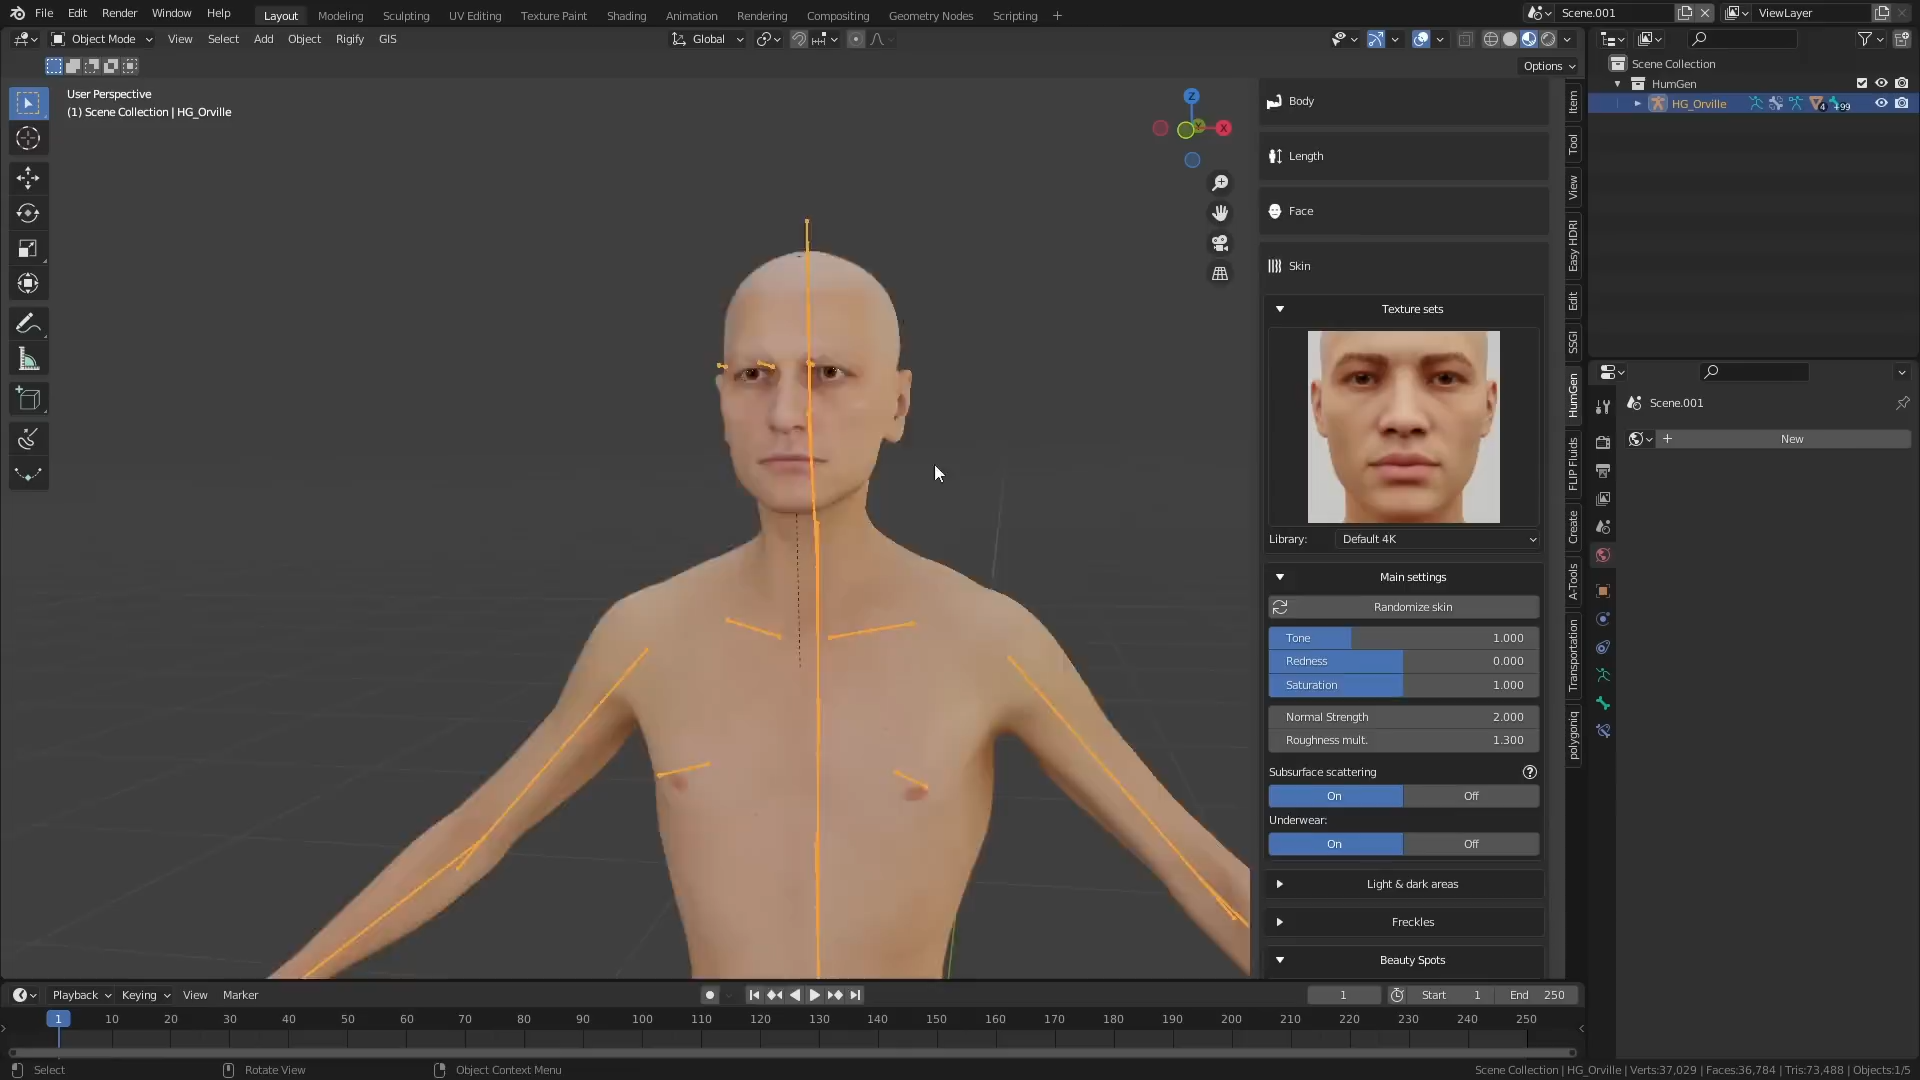 File Edit Render Window Help
Layout Modeling Sculpting UV Editing Texture Paint Shading Animation Rendering Compositing Geometry Nodes Scripting +
Scene.001
ViewLayer
Object Mode View Select Add Object Rigify GIS
Global
Options
User Perspective
(1) Scene Collection | HG_Orville
Z
Y
X
Body
Length
Face
Skin
Texture sets
Library: Default 4K
Main settings
Randomize skin
Tone 1.000
Redness 0.000
Saturation 1.000
Normal Strength 2.000
Roughness mult. 1.300
Subsurface scattering ?
On Off
Underwear:
On Off
Light & dark areas
Freckles
Beauty Spots
Item
Tool
View
Easy HDRI
Edit
SSGI
HumGen
FLIP Fluids
Create
A-Tools
Transportation
polygoniq
Scene Collection
HumGen
HG_Orville 4 +99
Scene.001
+ New
Playback Keying View Marker
1 Start 1 End 250
1 10 20 30 40 50 60 70 80 90 100 110 120 130 140 150 160 170 180 190 200 210 220 230 240 250
Select Rotate View Object Context Menu
Scene Collection | HG_Orville | Verts:37,029 | Faces:36,784 | Tris:73,488 | Objects:1/5